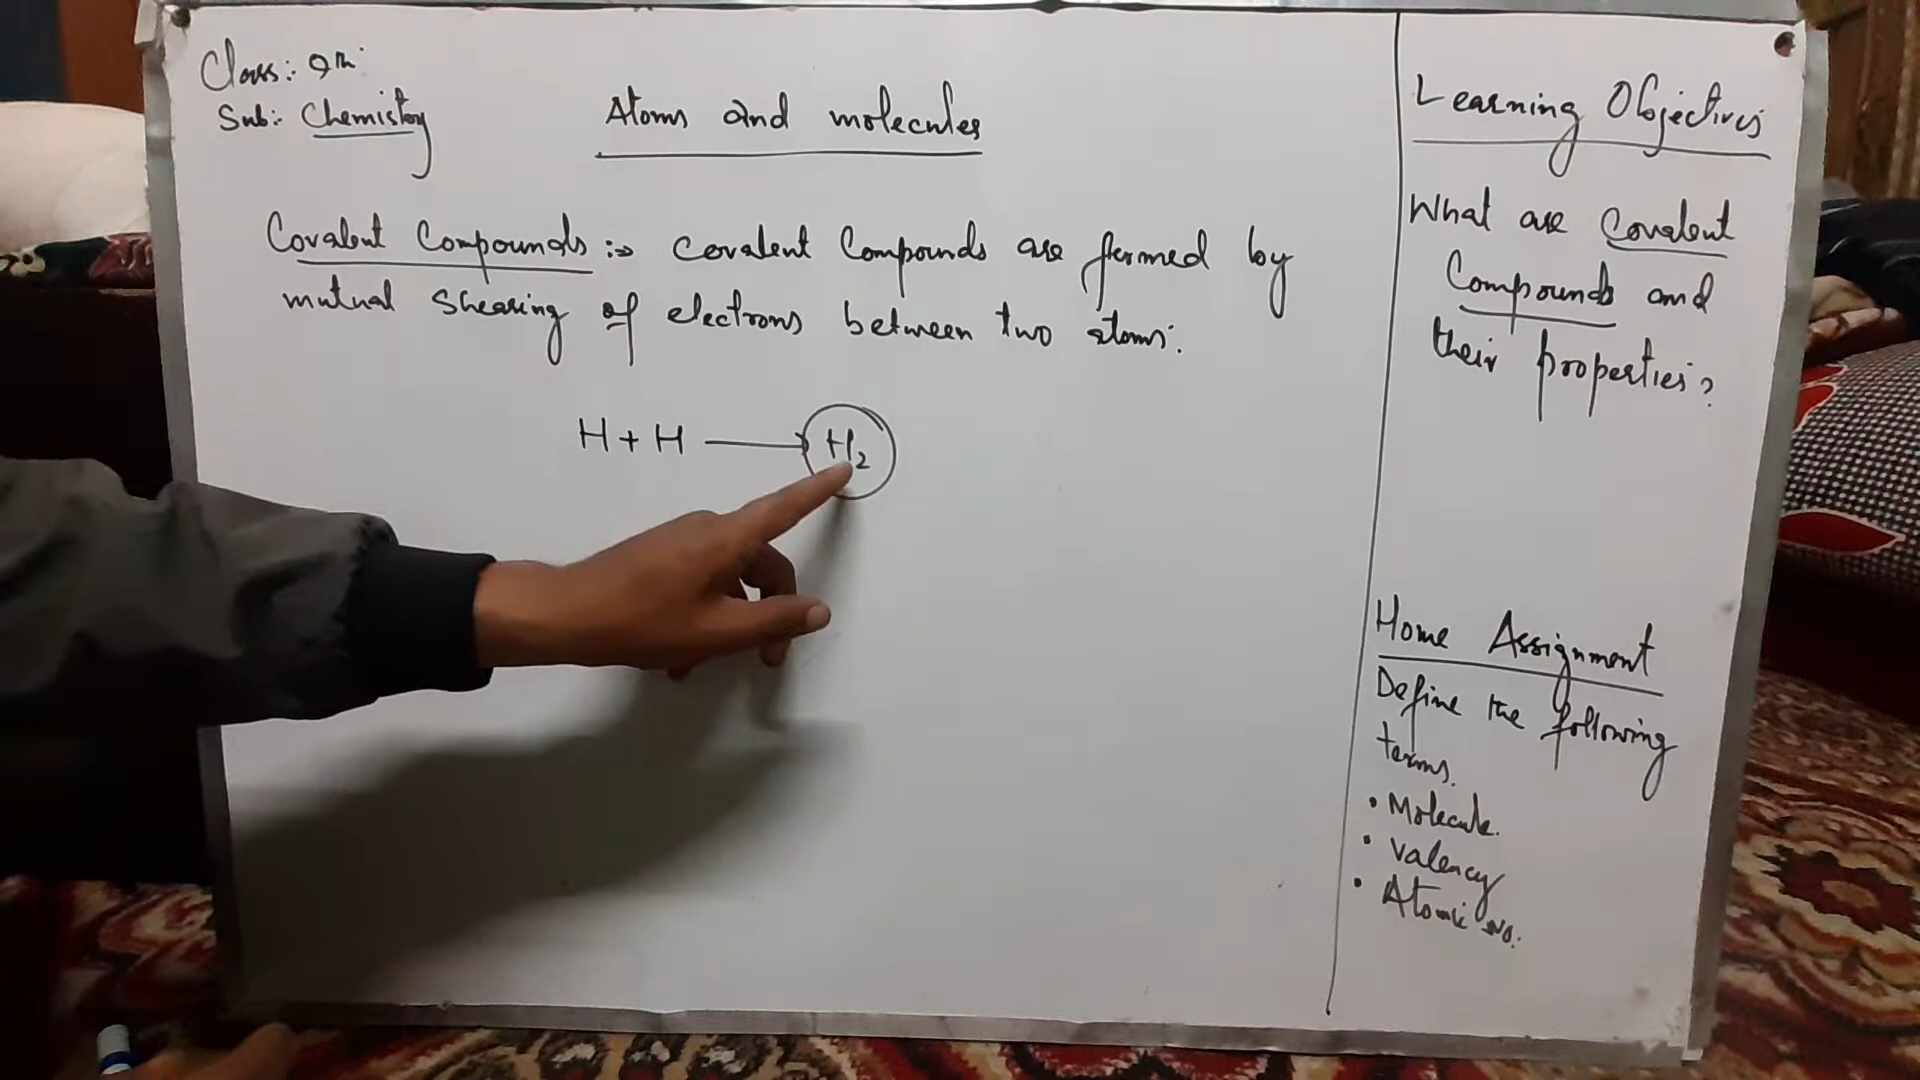 Class: 9th
Sub: Chemistry
Atoms and molecules
Covalent Compounds :⇒ Covalent Compounds are formed by
mutual shearing of electrons between two atoms.
H + H → H₂
Learning Objectives
What are Covalent
Compounds and
their properties?
Home Assignment
Define the following
terms.
• Molecule.
• Valency
• Atomic No.